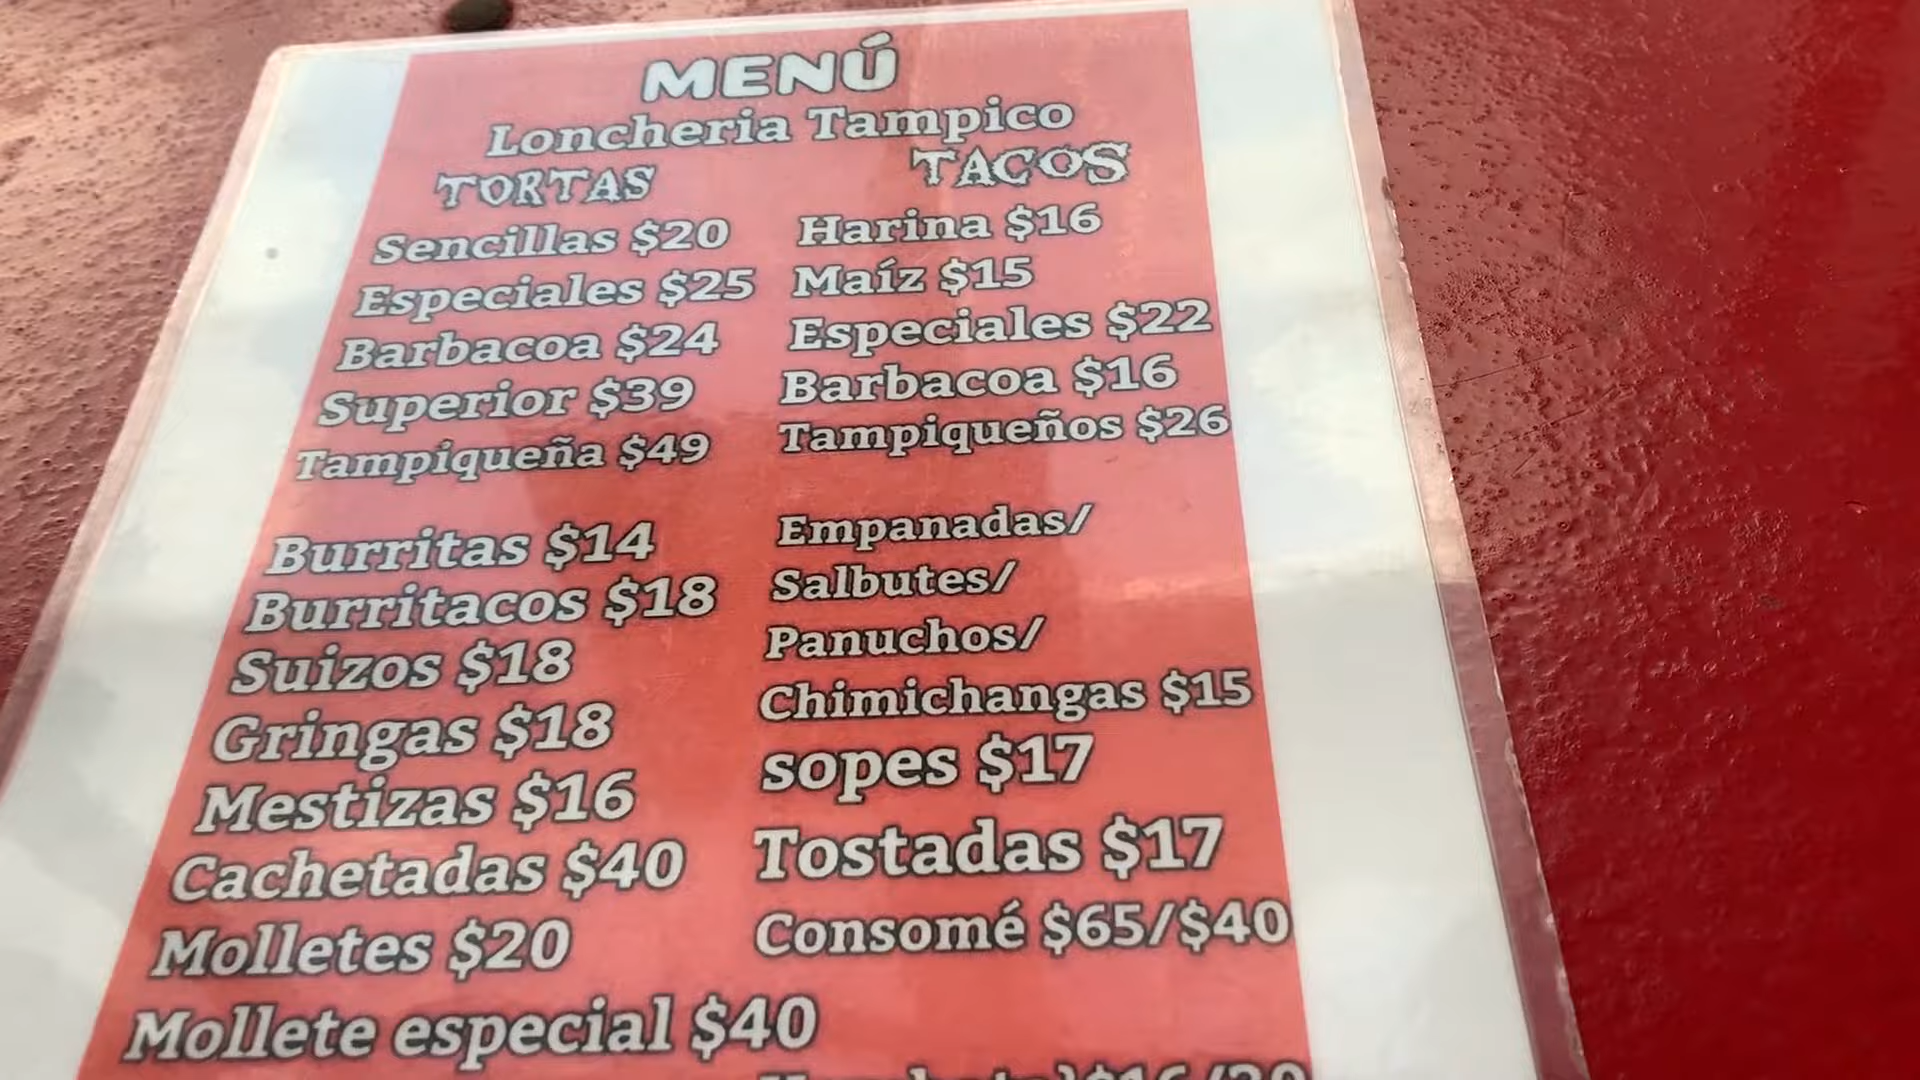 MENÚ
Loncheria Tampico
TORTAS
Sencillas $20
Especiales $25
Barbacoa $24
Superior $39
Tampiqueña $49
Burritas $14
Burritacos $18
Suizos $18
Gringas $18
Mestizas $16
Cachetadas $40
Molletes $20
Mollete especial $40
TACOS
Harina $16
Maíz $15
Especiales $22
Barbacoa $16
Tampiqueños $26
Empanadas/
Salbutes/
Panuchos/
Chimichangas $15
sopes $17
Tostadas $17
Consomé $65/$40